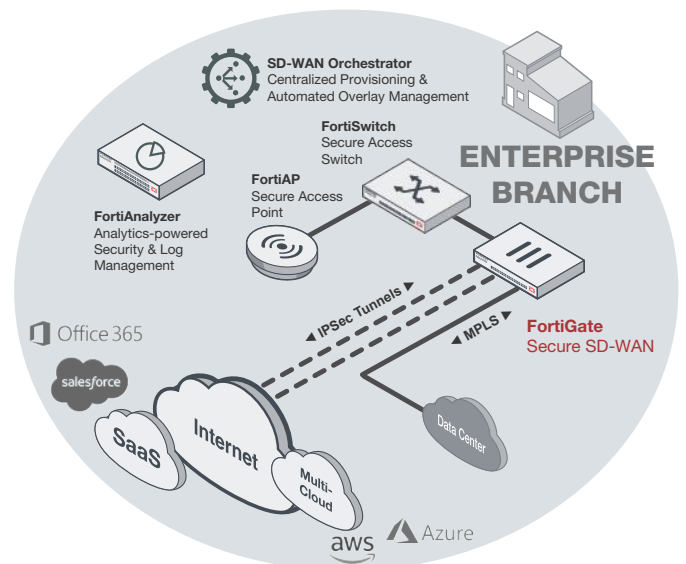 SD-WAN Orchestrator
Centralized Provisioning &
Automated Overlay Management
FortiSwitch
Secure Access
Switch
ENTERPRISE
BRANCH
FortiAP
Secure Access
Point
FortiAnalyzer
Analytics-powered
Security & Log
Management
◄ IPSec Tunnels ►
◄ MPLS ►
FortiGate
Secure SD-WAN
Office 365
salesforce
SaaS
Internet
Multi-
Cloud
Data Center
aws
Azure